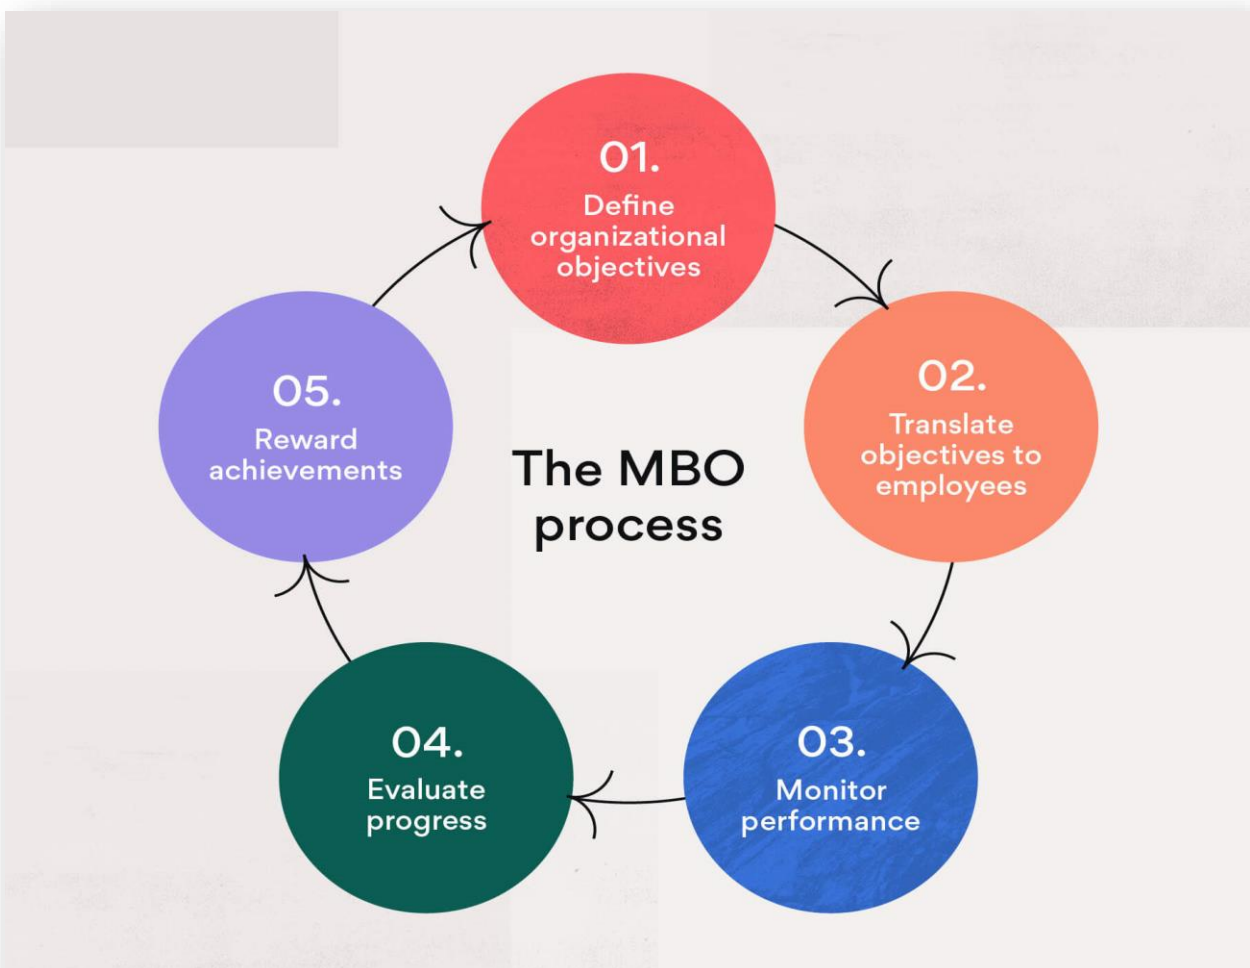 The MBO
process
01.
Define
organizational
objectives
02.
Translate
objectives to
employees
03.
Monitor
performance
04.
Evaluate
progress
05.
Reward
achievements